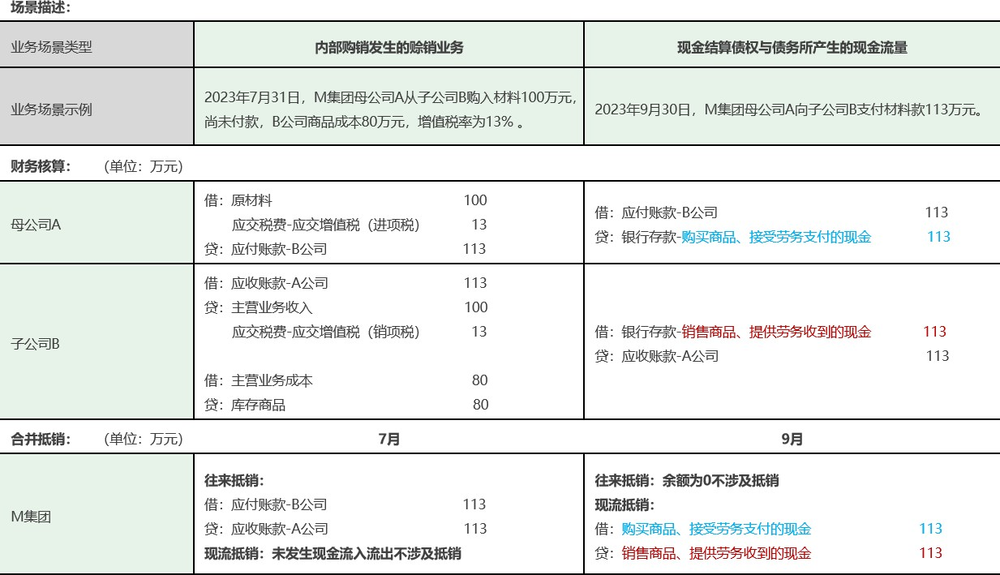 场景描述：
业务场景类型
内部购销发生的赊销业务
现金结算债权与债务所产生的现金流量
业务场景示例
2023年7月31日，M集团母公司A从子公司B购入材料100万元，
尚未付款，B公司商品成本80万元，增值税率为13% 。
2023年9月30日，M集团母公司A向子公司B支付材料款113万元。
财务核算： （单位：万元）
母公司A
借：原材料 100
应交税费-应交增值税（进项税） 13
贷：应付账款-B公司 113
借：应付账款-B公司 113
贷：银行存款-购买商品、接受劳务支付的现金 113
子公司B
借：应收账款-A公司 113
贷：主营业务收入 100
应交税费-应交增值税（销项税） 13
借：主营业务成本 80
贷：库存商品 80
借：银行存款-销售商品、提供劳务收到的现金 113
贷：应收账款-A公司 113
合并抵销： （单位：万元） 7月 9月
M集团
往来抵销：
借：应付账款-B公司 113
贷：应收账款-A公司 113
现流抵销：未发生现金流入流出不涉及抵销
往来抵销：余额为0不涉及抵销
现流抵销：
借：购买商品、接受劳务支付的现金 113
贷：销售商品、提供劳务收到的现金 113